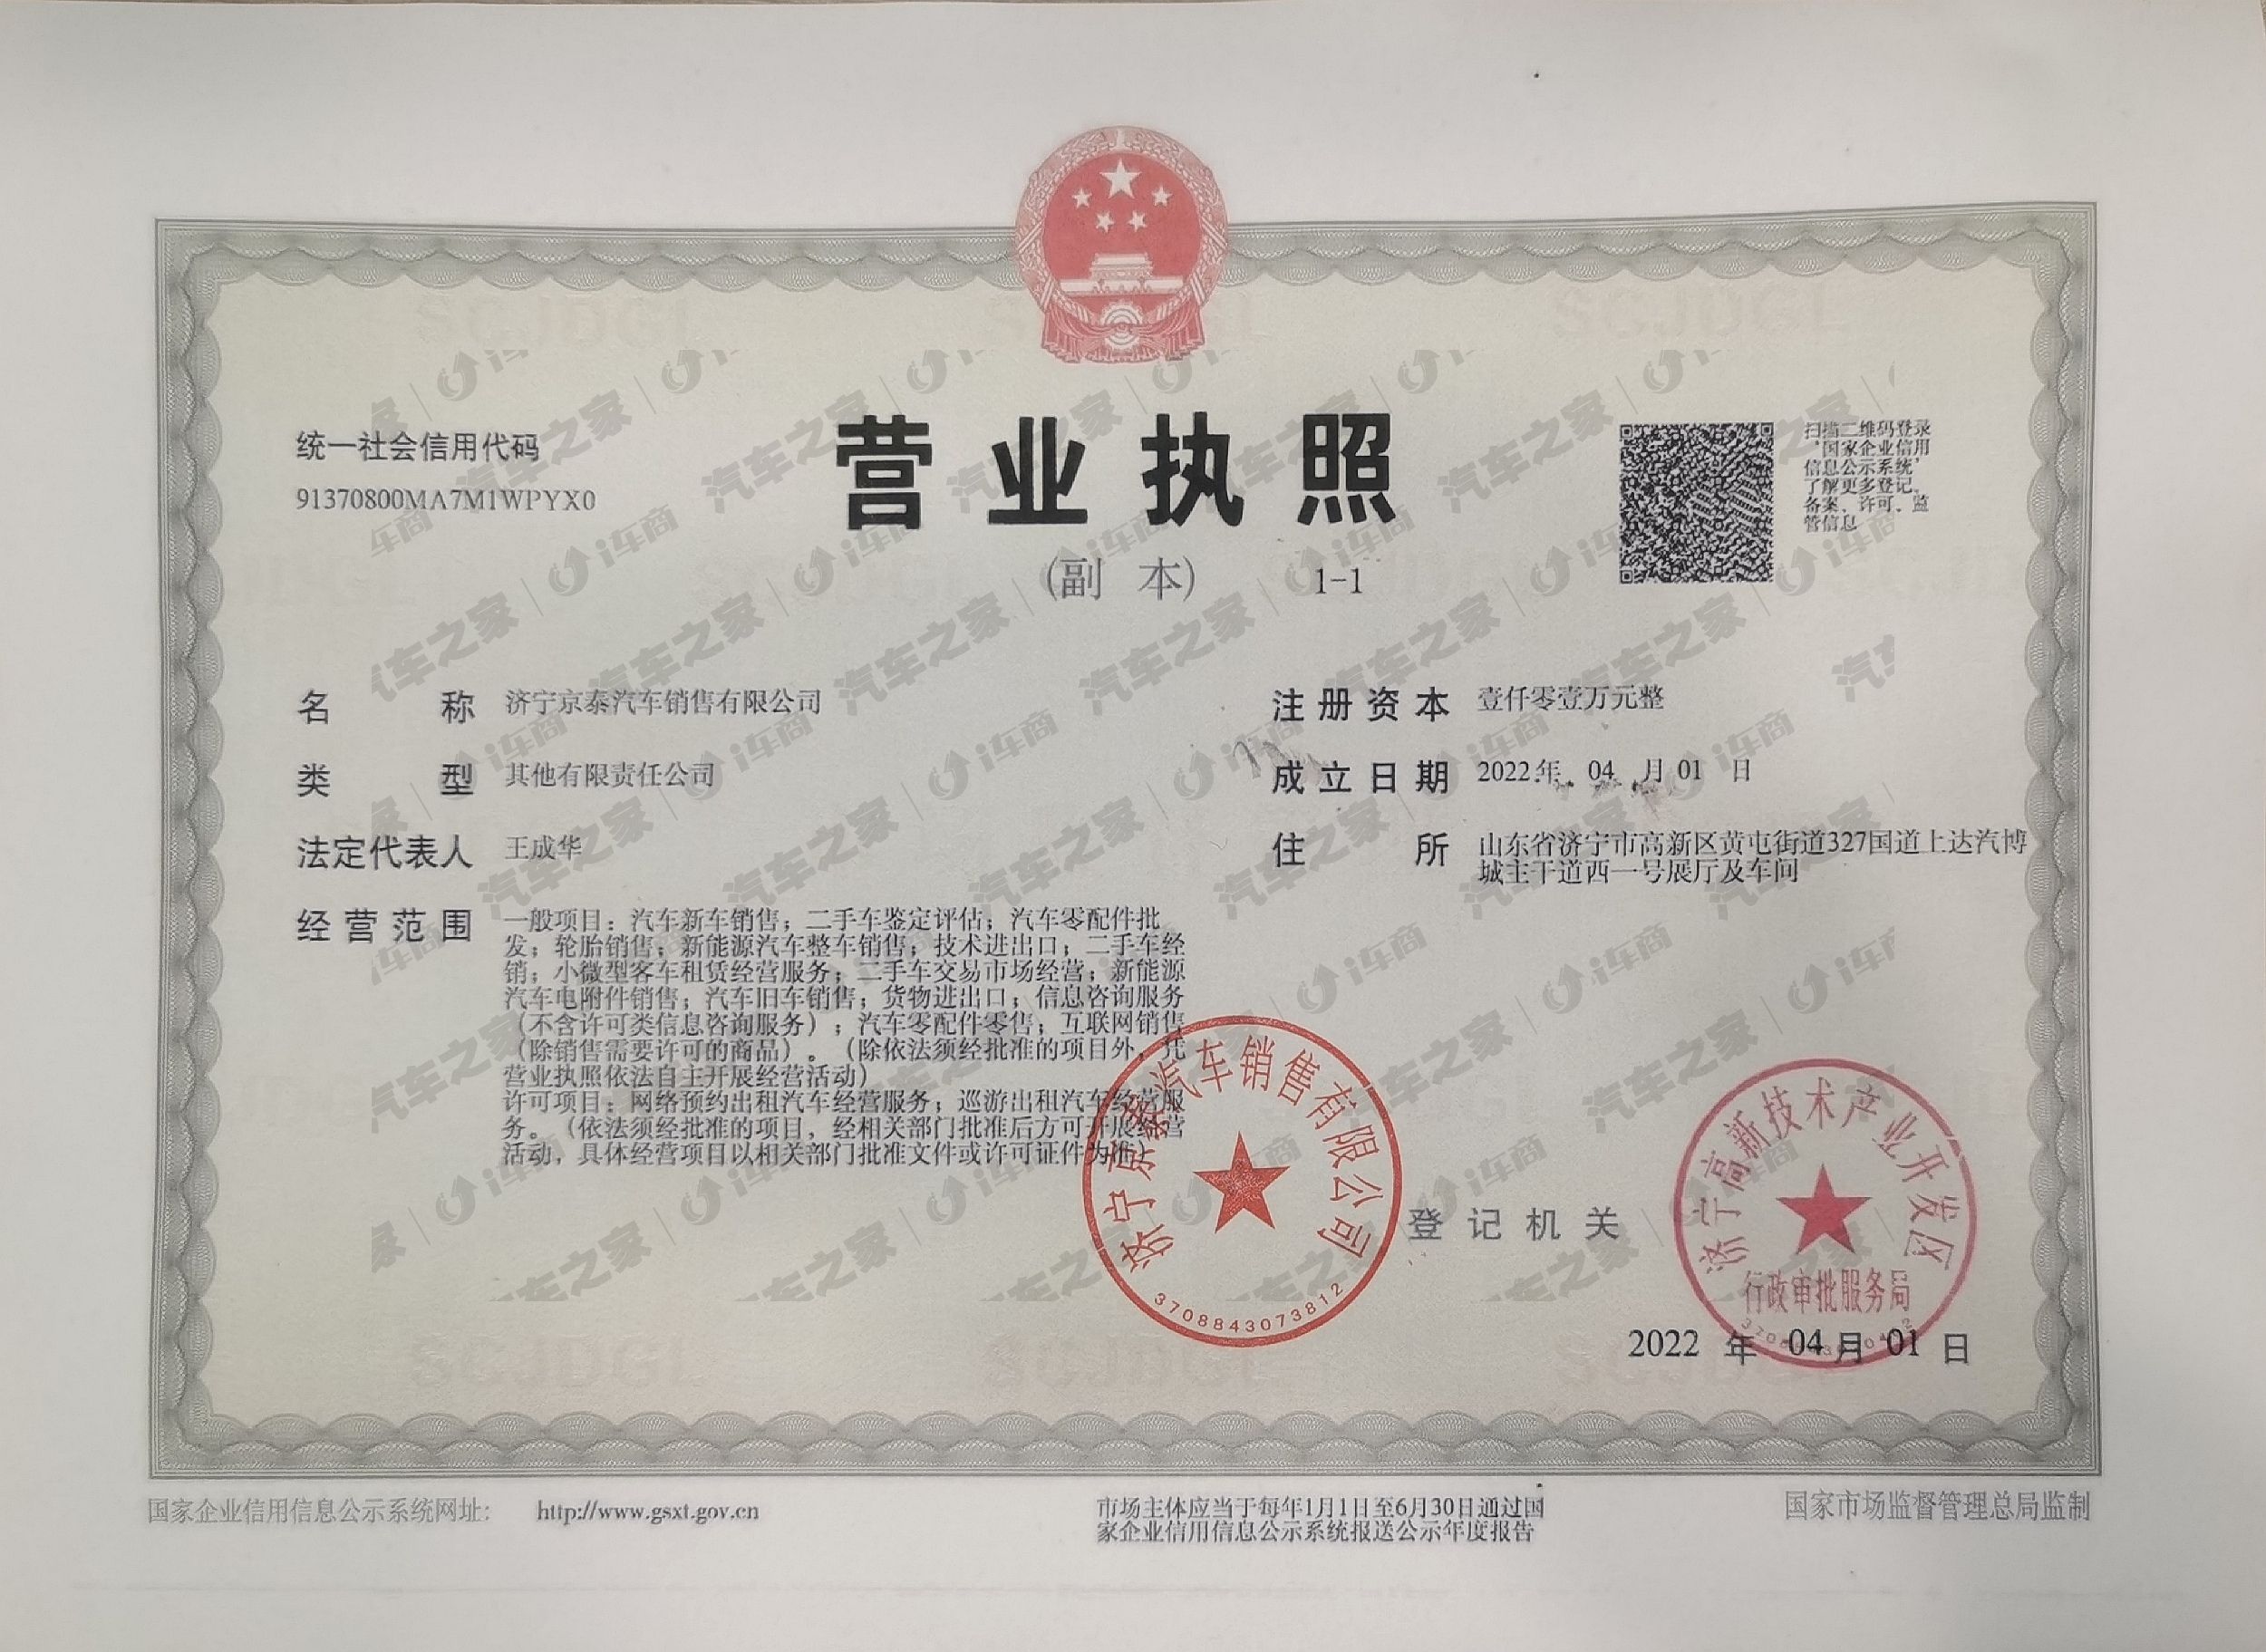 统一社会信用代码
91370800MA7M1WPYX0
营业执照
(副 本)
1-1
扫描二维码登录
'国家企业信用
信息公示系统'
了解更多登记、
备案、许可、监
管信息
名 称 济宁京泰汽车销售有限公司
类 型 其他有限责任公司
法定代表人 王成华
经营范围 一般项目：汽车新车销售；二手车鉴定评估；汽车零配件批
发；轮胎销售；新能源汽车整车销售；技术进出口；二手车经
销；小微型客车租赁经营服务；二手车交易市场经营；新能源
汽车电附件销售；汽车旧车销售；货物进出口；信息咨询服务
（不含许可类信息咨询服务）；汽车零配件零售；互联网销售
（除销售需要许可的商品）。（除依法须经批准的项目外，凭
营业执照依法自主开展经营活动）
许可项目：网络预约出租汽车经营服务；巡游出租汽车经营服
务。（依法须经批准的项目，经相关部门批准后方可开展经营
活动，具体经营项目以相关部门批准文件或许可证件为准）
注册资本 壹仟零壹万元整
成立日期 2022年 04 月 01 日
住 所 山东省济宁市高新区黄屯街道327国道上达汽博
城主干道西一号展厅及车间
济宁京泰汽车销售有限公司
3708843073812
登记机关
济宁高新技术产业开发区
行政审批服务局
2022 年 04 月 01 日
国家企业信用信息公示系统网址： http://www.gsxt.gov.cn
市场主体应当于每年1月1日至6月30日通过国
家企业信用信息公示系统报送公示年度报告
国家市场监督管理总局监制
汽车之家 | i车商
SCJDGL